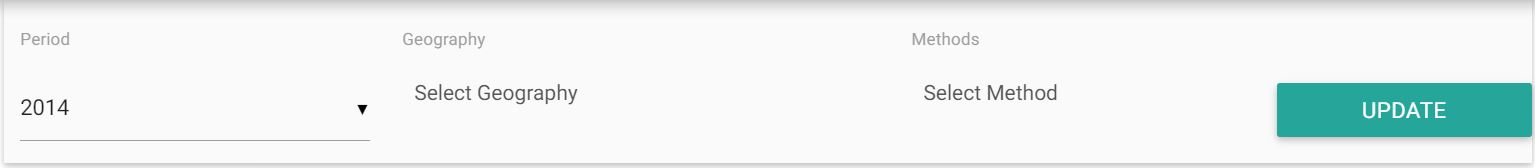 Period
Geography
Methods
2014
Select Geography
Select Method
UPDATE